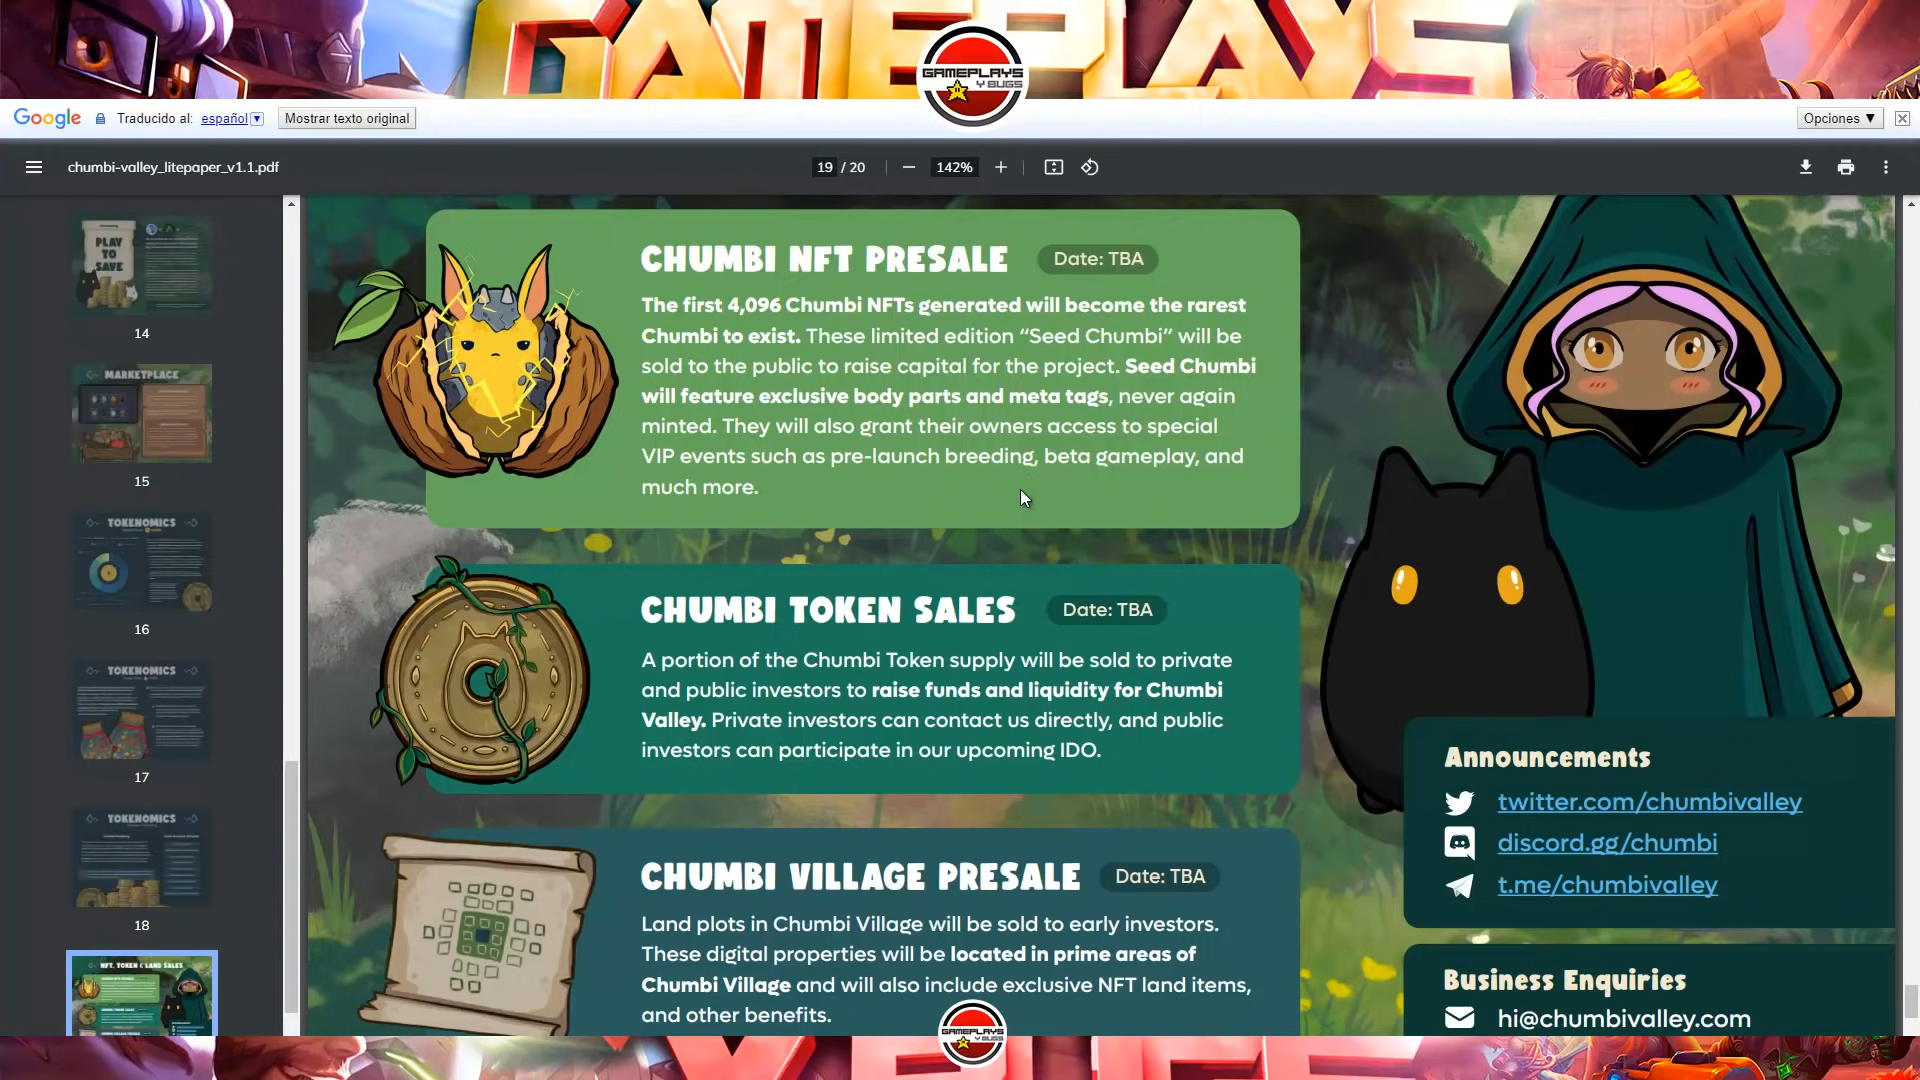 GAMEPLAYS
GAMEPLAYS
Y BUGS
Google Traducido al: español Mostrar texto original Opciones ▼
chumbi-valley_litepaper_v1.1.pdf 19 / 20 142%
PLAY
TO
SAVE
14
MARKETPLACE
15
TOKENOMICS
16
TOKENOMICS
17
TOKENOMICS
18
NFT, TOKEN & LAND SALES
CHUMBI NFT PRESALE Date: TBA
The first 4,096 Chumbi NFTs generated will become the rarest
Chumbi to exist. These limited edition “Seed Chumbi” will be
sold to the public to raise capital for the project. Seed Chumbi
will feature exclusive body parts and meta tags, never again
minted. They will also grant their owners access to special
VIP events such as pre-launch breeding, beta gameplay, and
much more.
CHUMBI TOKEN SALES Date: TBA
A portion of the Chumbi Token supply will be sold to private
and public investors to raise funds and liquidity for Chumbi
Valley. Private investors can contact us directly, and public
investors can participate in our upcoming IDO.
CHUMBI VILLAGE PRESALE Date: TBA
Land plots in Chumbi Village will be sold to early investors.
These digital properties will be located in prime areas of
Chumbi Village and will also include exclusive NFT land items,
and other benefits.
Announcements
twitter.com/chumbivalley
discord.gg/chumbi
t.me/chumbivalley
Business Enquiries
hi@chumbivalley.com
GAMEPLAYS
Y BUGS